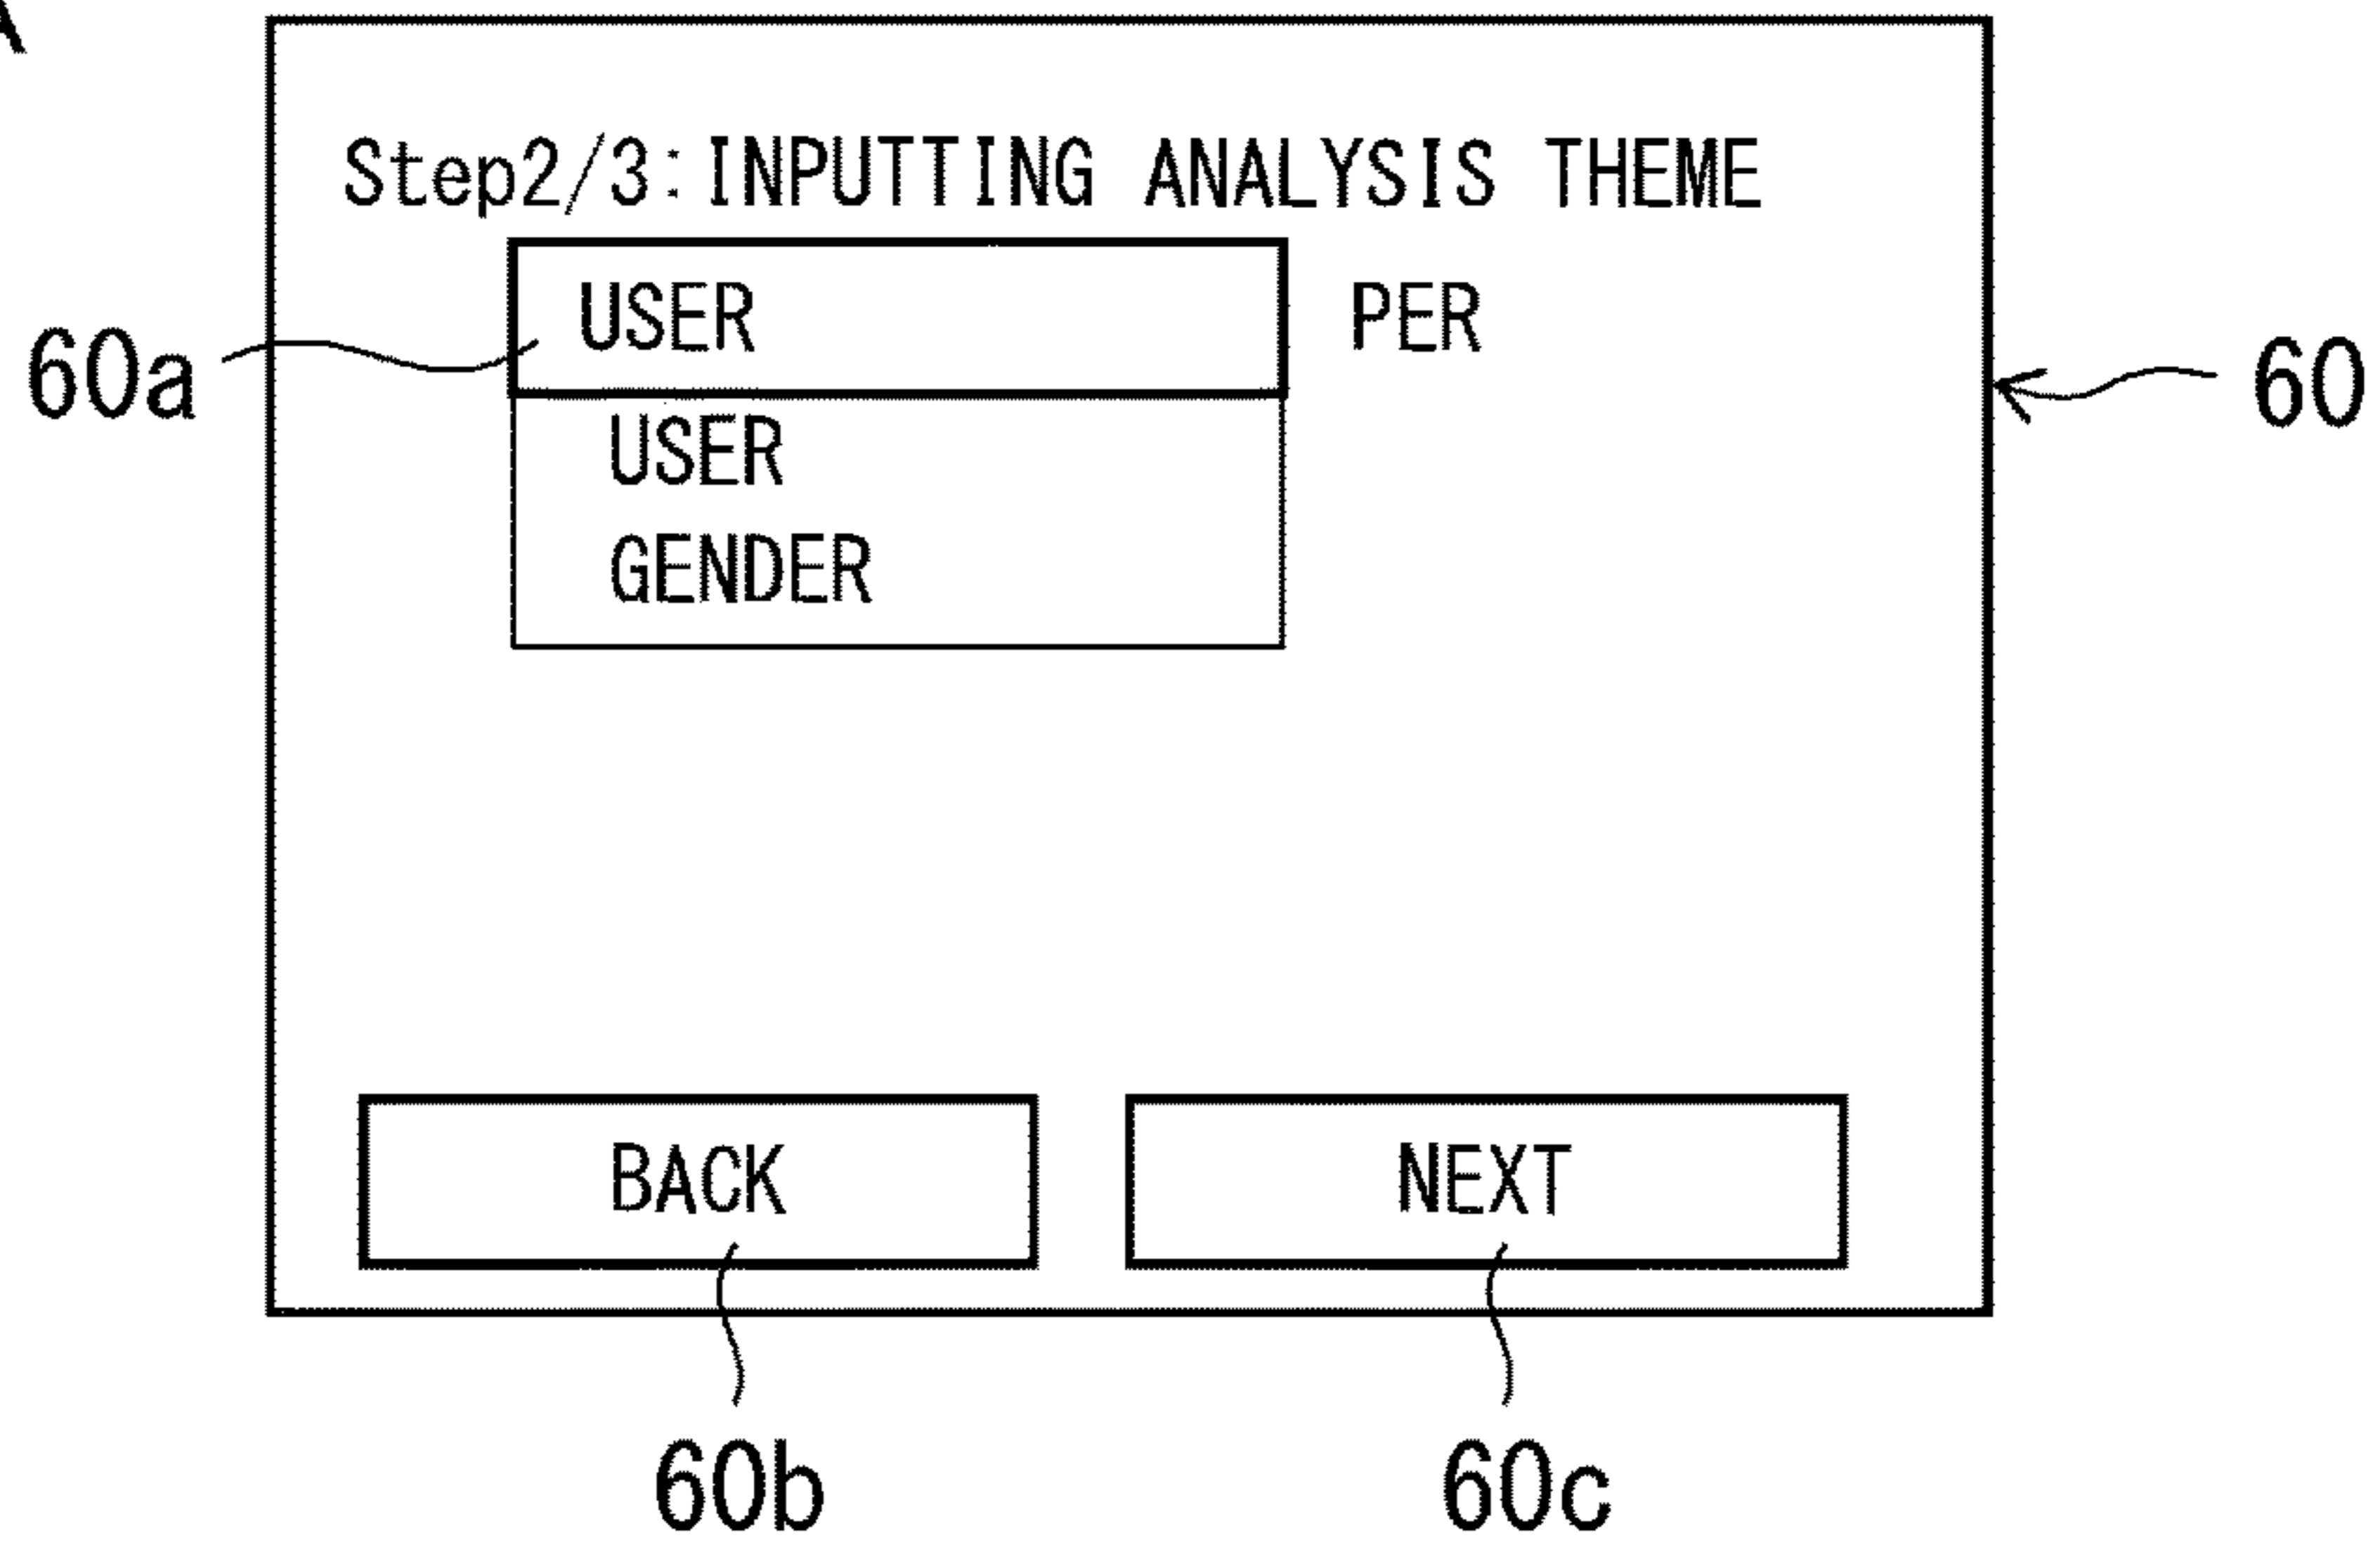 Step2/3:INPUTTING ANALYSIS THEME
USER PER
60a
60
USER
GENDER
BACK NEXT
60b 60c